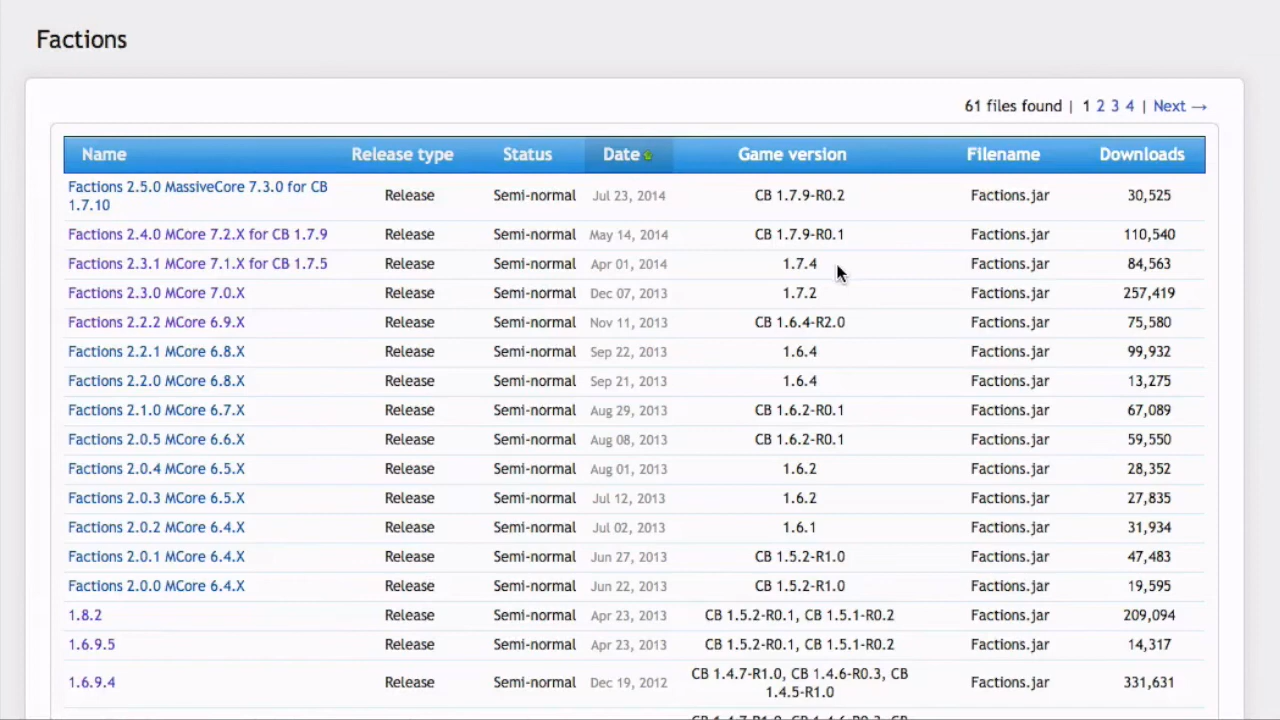 Factions
61 files found | 1 2 3 4 | Next →
Name Release type Status Date Game version Filename Downloads
Factions 2.5.0 MassiveCore 7.3.0 for CB
1.7.10 Release Semi-normal Jul 23, 2014 CB 1.7.9-R0.2 Factions.jar 30,525
Factions 2.4.0 MCore 7.2.X for CB 1.7.9 Release Semi-normal May 14, 2014 CB 1.7.9-R0.1 Factions.jar 110,540
Factions 2.3.1 MCore 7.1.X for CB 1.7.5 Release Semi-normal Apr 01, 2014 1.7.4 Factions.jar 84,563
Factions 2.3.0 MCore 7.0.X Release Semi-normal Dec 07, 2013 1.7.2 Factions.jar 257,419
Factions 2.2.2 MCore 6.9.X Release Semi-normal Nov 11, 2013 CB 1.6.4-R2.0 Factions.jar 75,580
Factions 2.2.1 MCore 6.8.X Release Semi-normal Sep 22, 2013 1.6.4 Factions.jar 99,932
Factions 2.2.0 MCore 6.8.X Release Semi-normal Sep 21, 2013 1.6.4 Factions.jar 13,275
Factions 2.1.0 MCore 6.7.X Release Semi-normal Aug 29, 2013 CB 1.6.2-R0.1 Factions.jar 67,089
Factions 2.0.5 MCore 6.6.X Release Semi-normal Aug 08, 2013 CB 1.6.2-R0.1 Factions.jar 59,550
Factions 2.0.4 MCore 6.5.X Release Semi-normal Aug 01, 2013 1.6.2 Factions.jar 28,352
Factions 2.0.3 MCore 6.5.X Release Semi-normal Jul 12, 2013 1.6.2 Factions.jar 27,835
Factions 2.0.2 MCore 6.4.X Release Semi-normal Jul 02, 2013 1.6.1 Factions.jar 31,934
Factions 2.0.1 MCore 6.4.X Release Semi-normal Jun 27, 2013 CB 1.5.2-R1.0 Factions.jar 47,483
Factions 2.0.0 MCore 6.4.X Release Semi-normal Jun 22, 2013 CB 1.5.2-R1.0 Factions.jar 19,595
1.8.2 Release Semi-normal Apr 23, 2013 CB 1.5.2-R0.1, CB 1.5.1-R0.2 Factions.jar 209,094
1.6.9.5 Release Semi-normal Apr 23, 2013 CB 1.5.2-R0.1, CB 1.5.1-R0.2 Factions.jar 14,317
1.6.9.4 Release Semi-normal Dec 19, 2012 CB 1.4.7-R1.0, CB 1.4.6-R0.3, CB
1.4.5-R1.0 Factions.jar 331,631